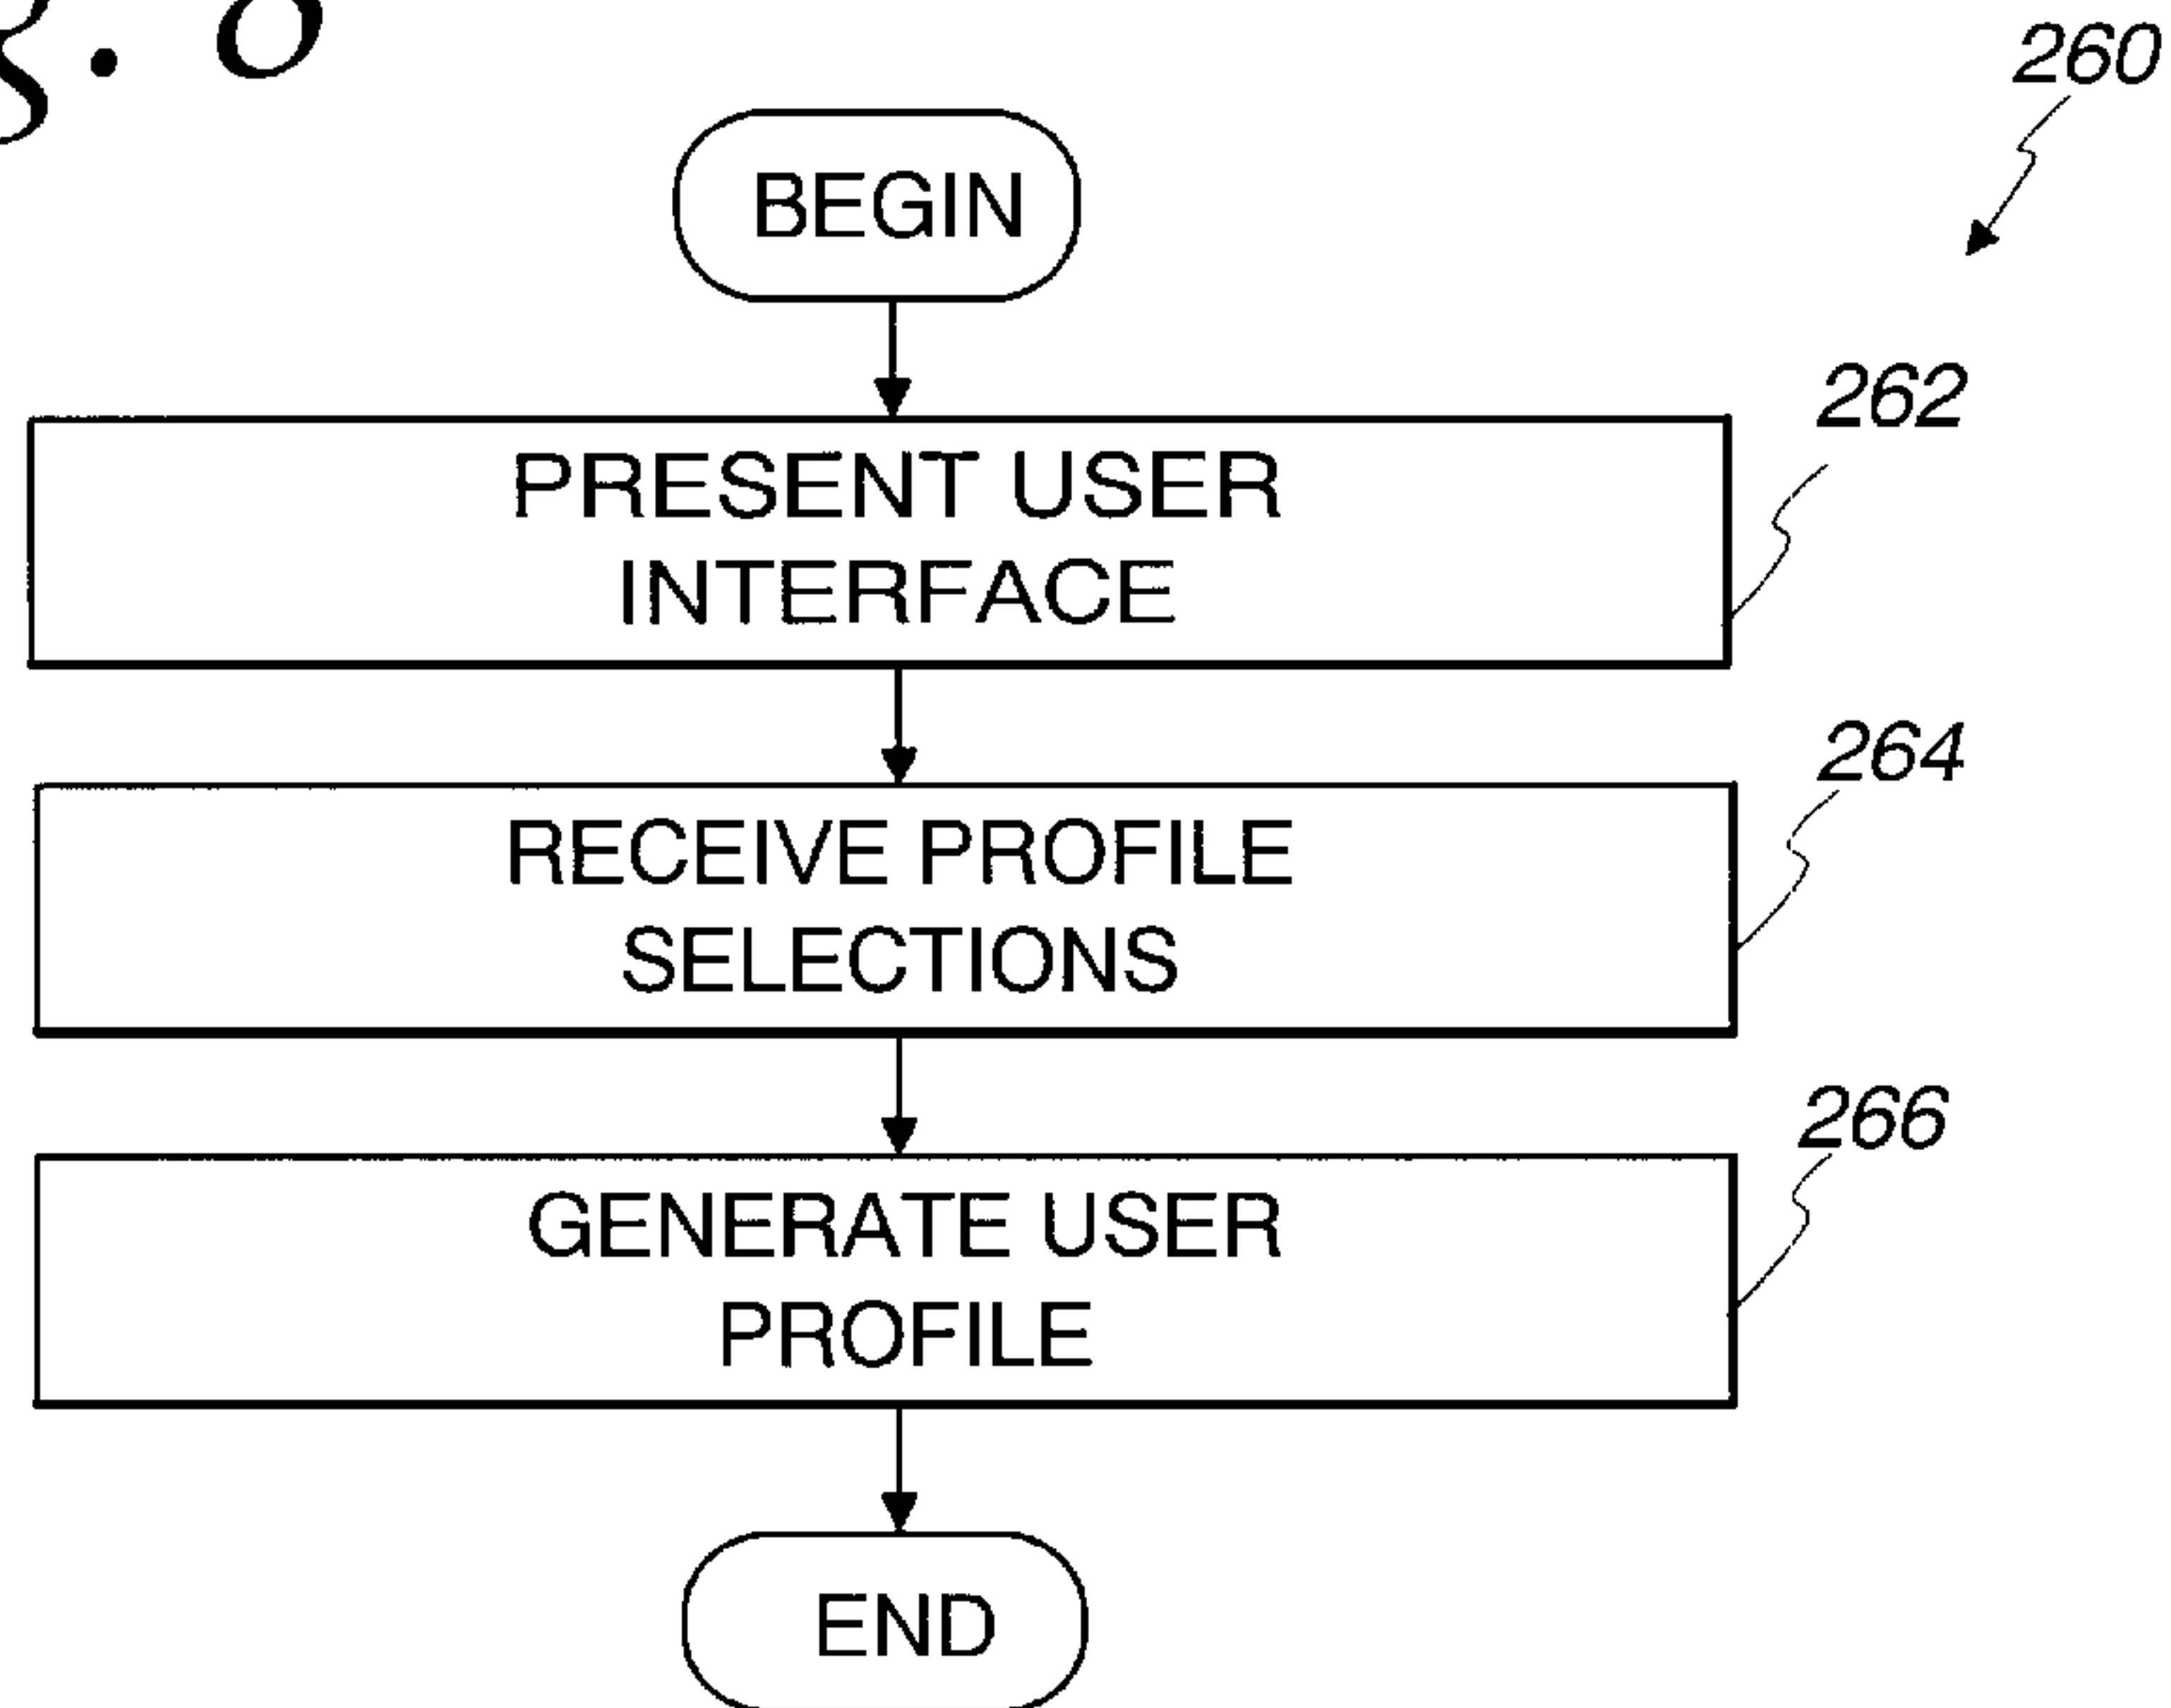 260
BEGIN
262
PRESENT USER
INTERFACE
264
RECEIVE PROFILE
SELECTIONS
266
GENERATE USER
PROFILE
END